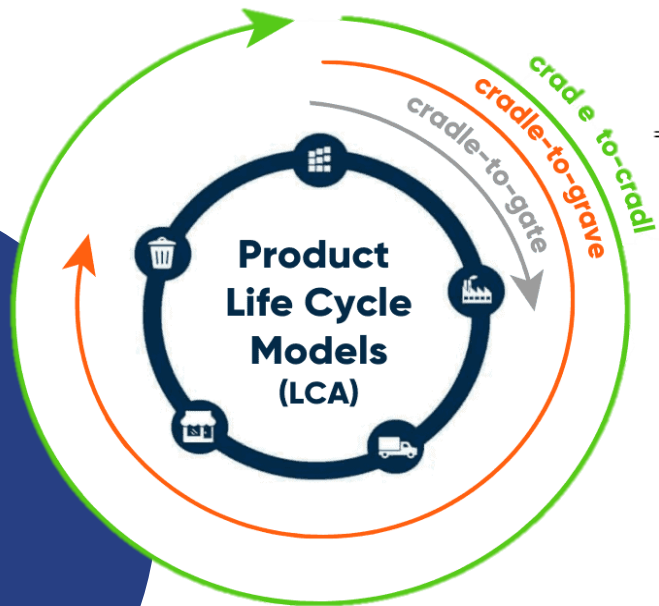 crad e to-cradl
cradle-to-grave
cradle-to-gate
Product
Life Cycle
Models
(LCA)